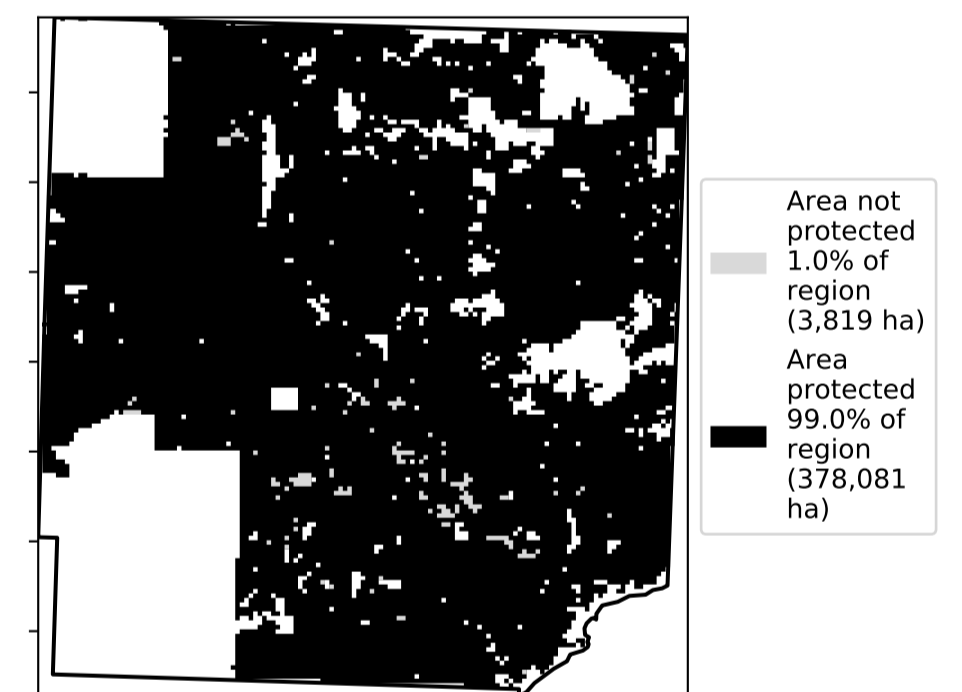 Area not
protected
1.0% of
region
(3,819 ha)
Area
protected
99.0% of
region
(378,081
ha)